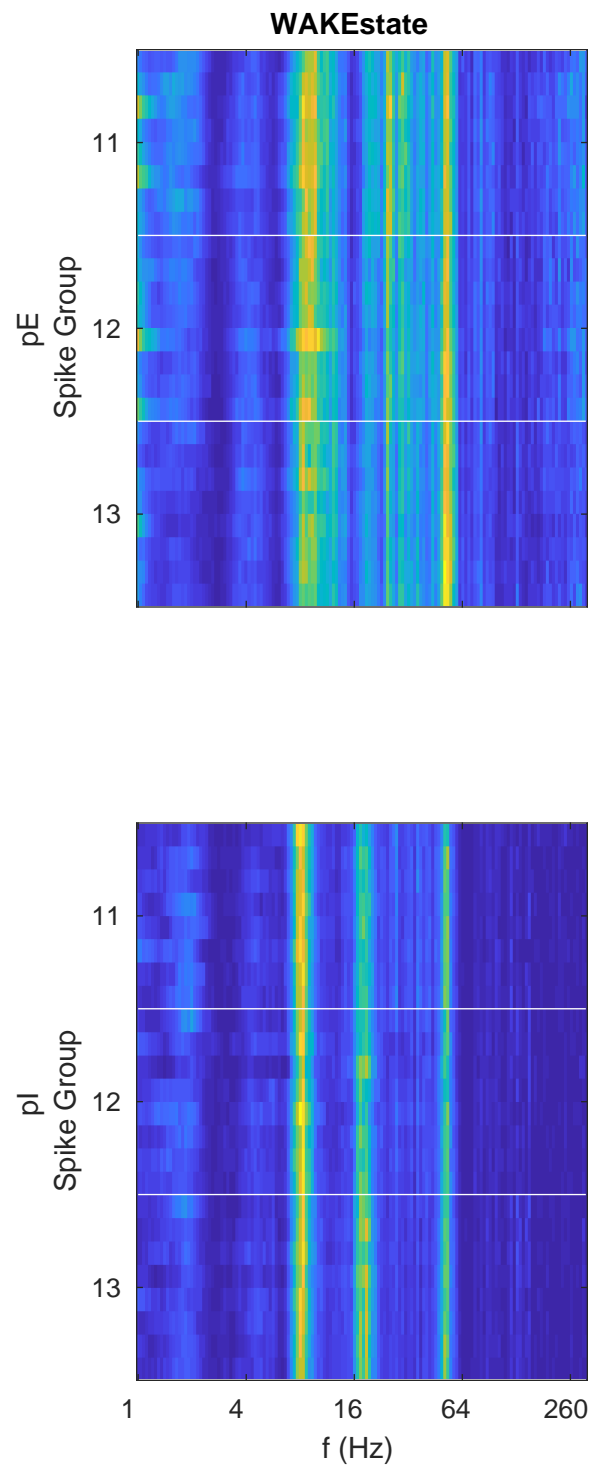 WAKEstate
11
12
13
pE
Spike Group
11
12
13
pI
Spike Group
1 4 16 64 260
f (Hz)